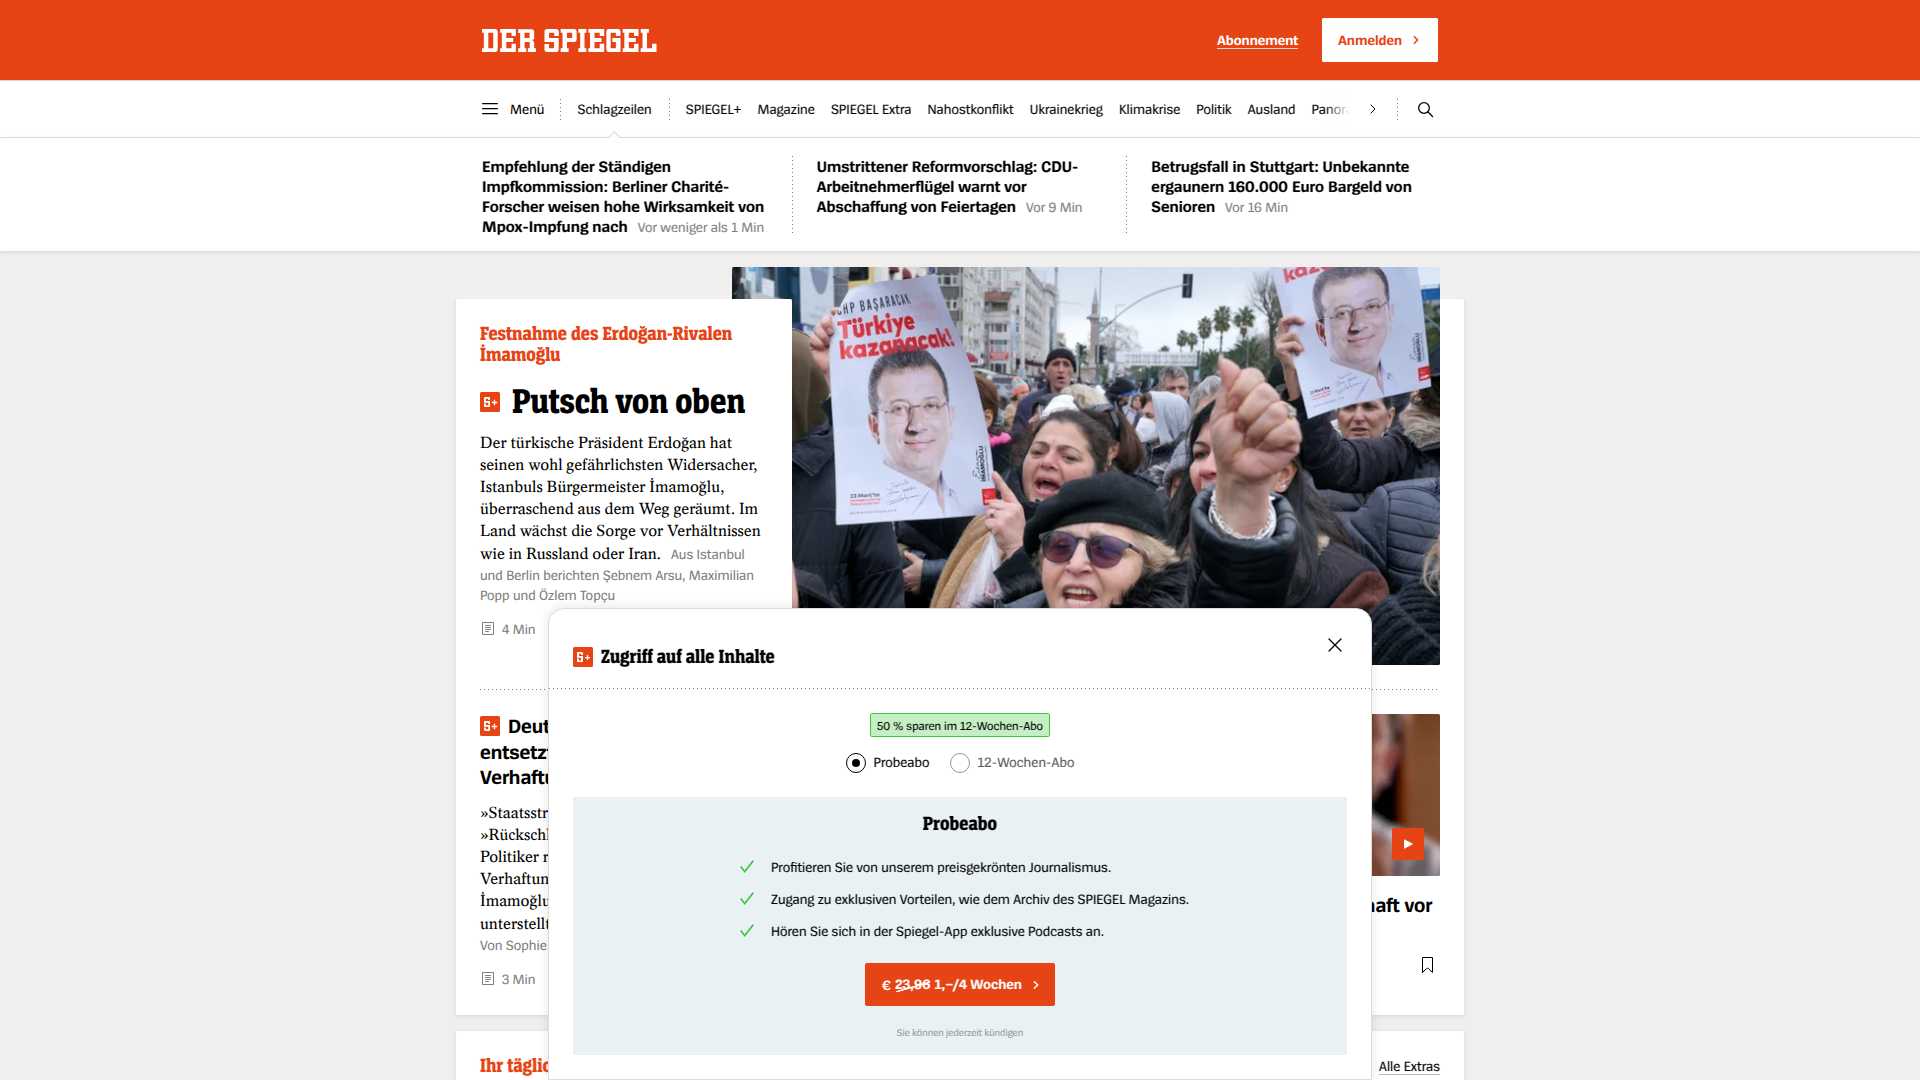 DER SPIEGEL
Abonnement
Anmelden
Menü
Schlagzeilen
SPIEGEL+
Magazine
SPIEGEL Extra
Nahostkonflikt
Ukrainekrieg
Klimakrise
Politik
Ausland
Panor
Empfehlung der Ständigen
Impfkommission: Berliner Charité-
Forscher weisen hohe Wirksamkeit von
Mpox-Impfung nach Vor weniger als 1 Min
Umstrittener Reformvorschlag: CDU-
Arbeitnehmerflügel warnt vor
Abschaffung von Feiertagen Vor 9 Min
Betrugsfall in Stuttgart: Unbekannte
ergaunern 160.000 Euro Bargeld von
Senioren Vor 16 Min
Festnahme des Erdoğan-Rivalen
İmamoğlu
S+ Putsch von oben
Der türkische Präsident Erdoğan hat
seinen wohl gefährlichsten Widersacher,
Istanbuls Bürgermeister İmamoğlu,
überraschend aus dem Weg geräumt. Im
Land wächst die Sorge vor Verhältnissen
wie in Russland oder Iran. Aus Istanbul
und Berlin berichten Şebnem Arsu, Maximilian
Popp und Özlem Topçu
4 Min
CHP BAŞARACAK
Türkiye
kazanacak!
EKREM
İMAMOĞLU
kaz
S+ Zugriff auf alle Inhalte
50 % sparen im 12-Wochen-Abo
Probeabo
12-Wochen-Abo
Probeabo
Profitieren Sie von unserem preisgekrönten Journalismus.
Zugang zu exklusiven Vorteilen, wie dem Archiv des SPIEGEL Magazins.
Hören Sie sich in der Spiegel-App exklusive Podcasts an.
€ 23,96 1,–/4 Wochen
Sie können jederzeit kündigen
S+ Deut
entsetz
Verhaftu
»Staatsstr
»Rückschl
Politiker r
Verhaftun
İmamoğlu
unterstellt
Von Sophie
3 Min
haft vor
Ihr täglic
Alle Extras